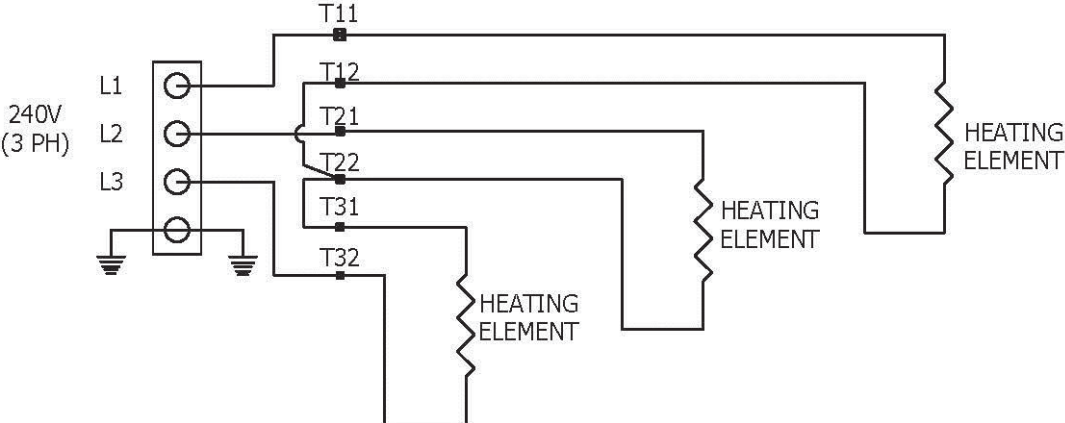 T11
T12
L1
240V
(3 PH)
L2
T21
HEATING
ELEMENT
T22
L3
T31
HEATING
ELEMENT
T32
HEATING
ELEMENT